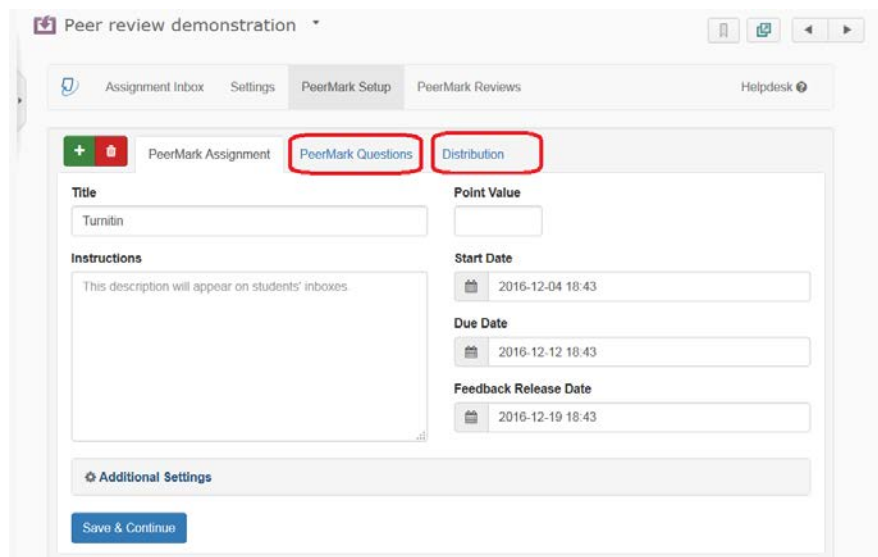 Peer review demonstration
Assignment Inbox Settings PeerMark Setup PeerMark Reviews Helpdesk
PeerMark Assignment PeerMark Questions Distribution
Title
Turnitin
Point Value
Instructions
This description will appear on students' inboxes.
Start Date
2016-12-04 18:43
Due Date
2016-12-12 18:43
Feedback Release Date
2016-12-19 18:43
Additional Settings
Save & Continue